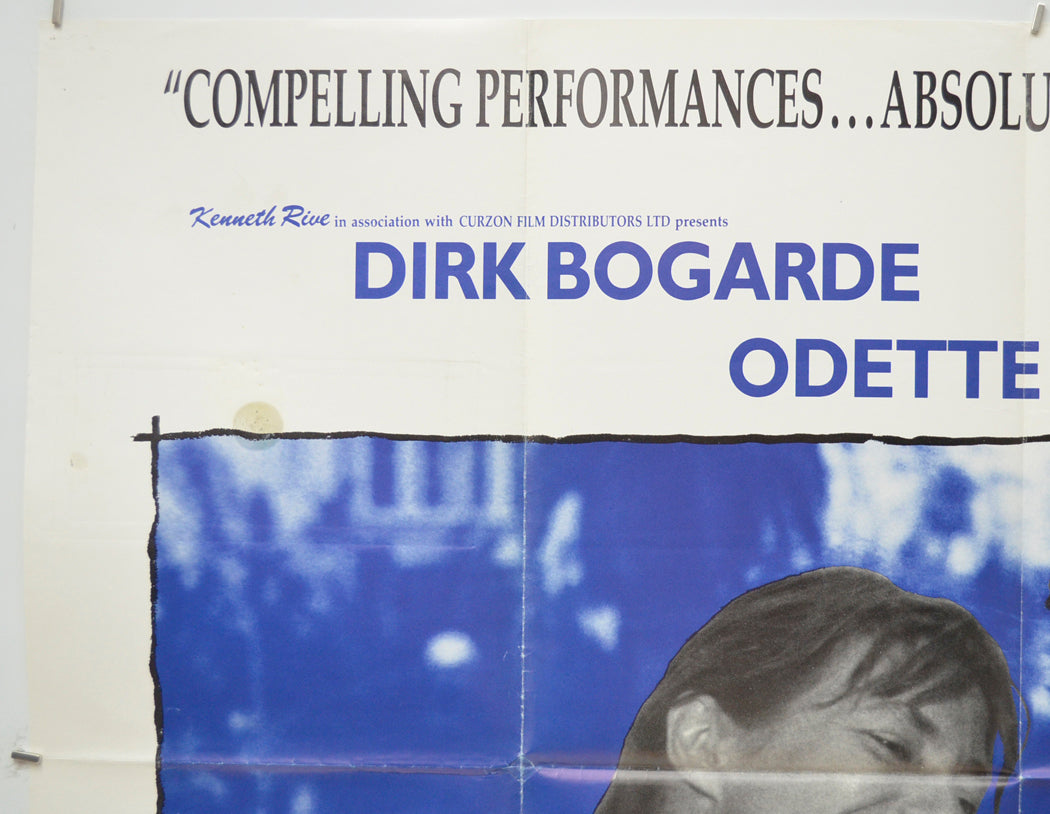 “COMPELLING PERFORMANCES...ABSOLU
Kenneth Rive in association with CURZON FILM DISTRIBUTORS LTD presents
DIRK BOGARDE
ODETTE